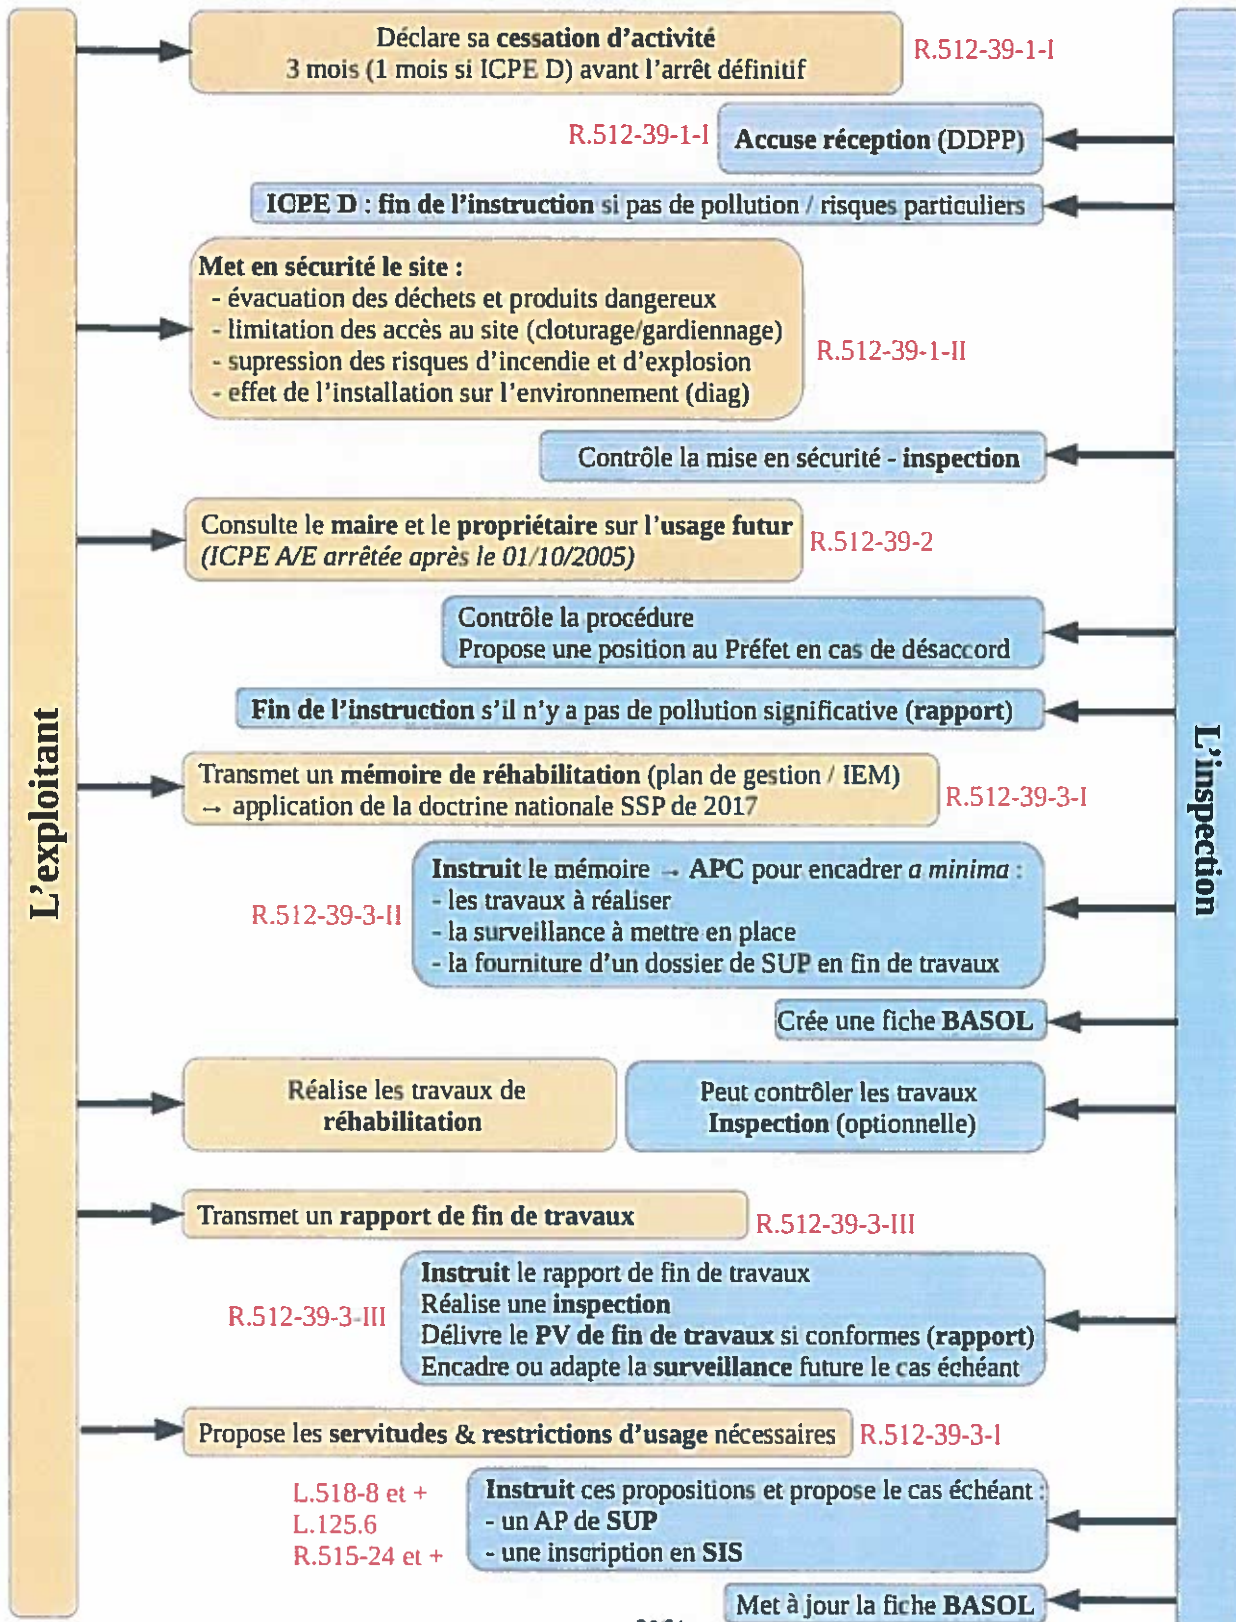 L'exploitant
L'inspection
Déclare sa cessation d'activité
3 mois (1 mois si ICPE D) avant l'arrêt définitif
R.512-39-1-I
R.512-39-1-I
Accuse réception (DDPP)
ICPE D : fin de l'instruction si pas de pollution / risques particuliers
Met en sécurité le site :
- évacuation des déchets et produits dangereux
- limitation des accès au site (cloturage/gardiennage)
- supression des risques d'incendie et d'explosion
- effet de l'installation sur l'environnement (diag)
R.512-39-1-II
Contrôle la mise en sécurité - inspection
Consulte le maire et le propriétaire sur l'usage futur
(ICPE A/E arrêtée après le 01/10/2005)
R.512-39-2
Contrôle la procédure
Propose une position au Préfet en cas de désaccord
Fin de l'instruction s'il n'y a pas de pollution significative (rapport)
Transmet un mémoire de réhabilitation (plan de gestion / IEM)
→ application de la doctrine nationale SSP de 2017
R.512-39-3-I
Instruit le mémoire → APC pour encadrer a minima :
- les travaux à réaliser
- la surveillance à mettre en place
- la fourniture d'un dossier de SUP en fin de travaux
R.512-39-3-II
Crée une fiche BASOL
Réalise les travaux de
réhabilitation
Peut contrôler les travaux
Inspection (optionnelle)
Transmet un rapport de fin de travaux
R.512-39-3-III
Instruit le rapport de fin de travaux
Réalise une inspection
Délivre le PV de fin de travaux si conformes (rapport)
Encadre ou adapte la surveillance future le cas échéant
R.512-39-3-III
Propose les servitudes & restrictions d'usage nécessaires
R.512-39-3-I
L.518-8 et +
L.125.6
R.515-24 et +
Instruit ces propositions et propose le cas échéant :
- un AP de SUP
- une inscription en SIS
Met à jour la fiche BASOL